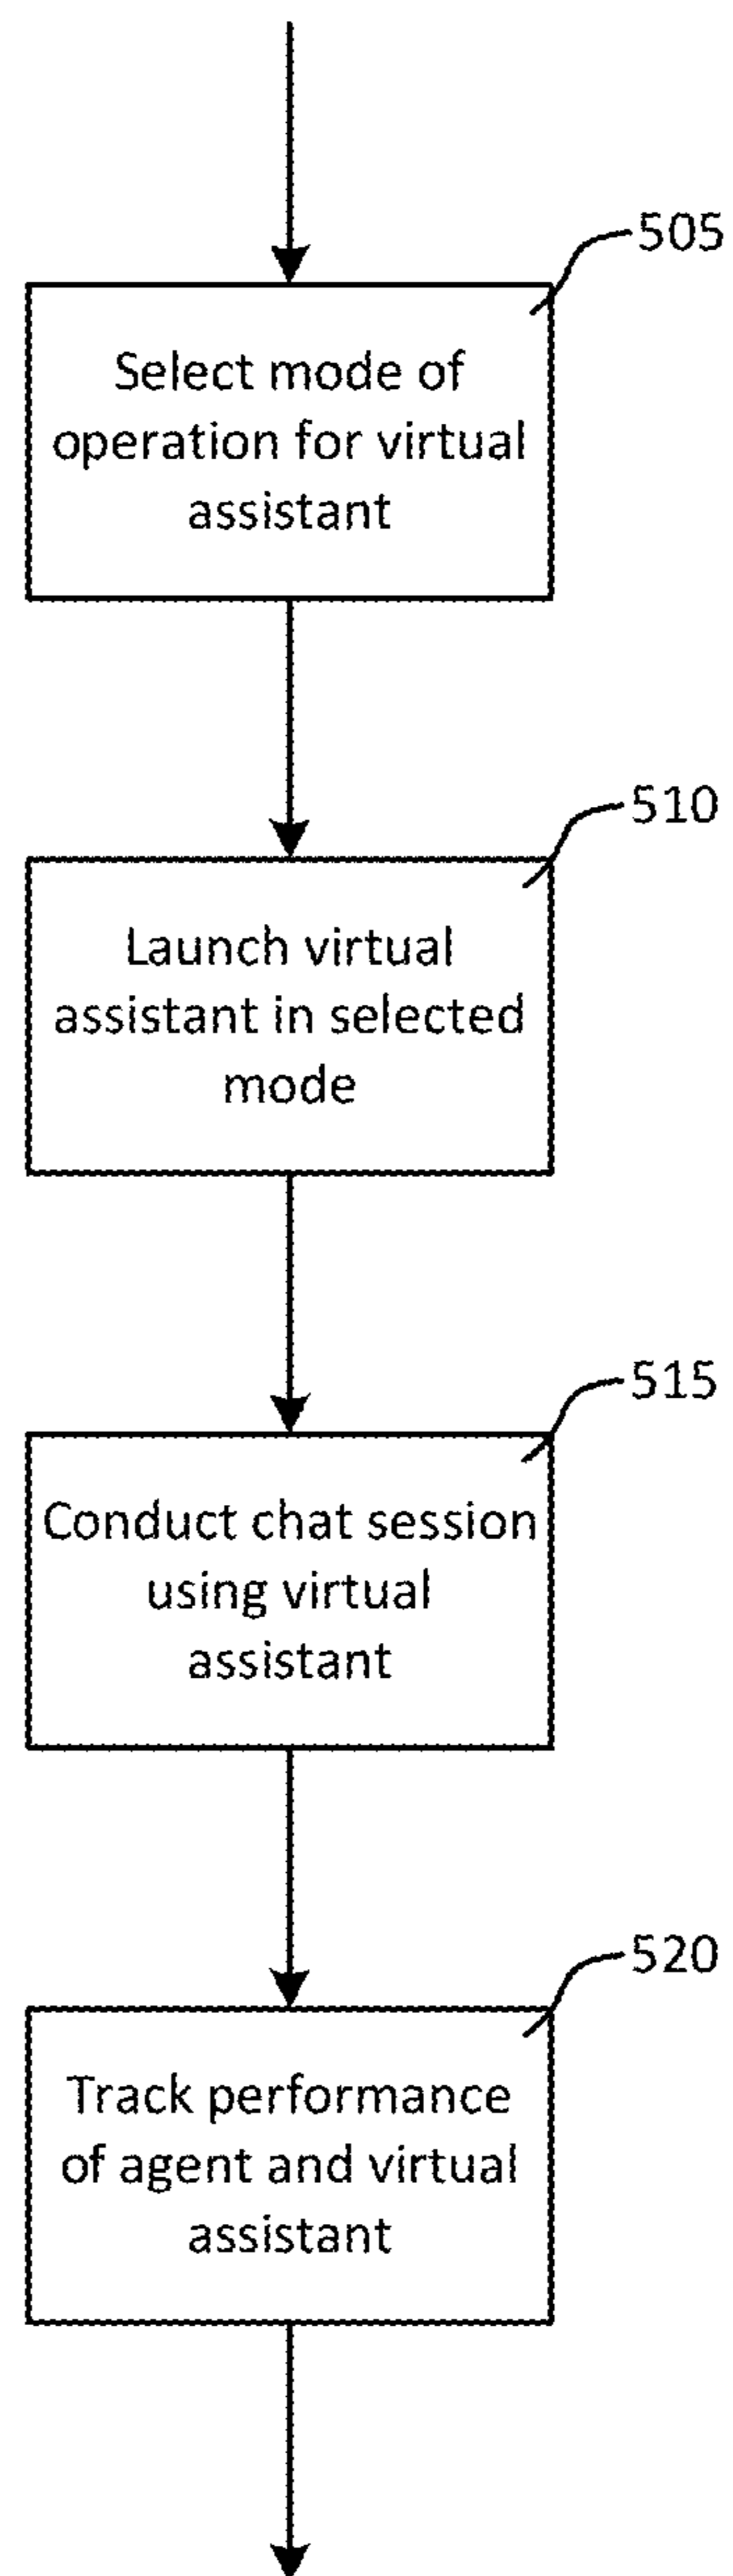 505
Select mode of
operation for virtual
assistant
510
Launch virtual
assistant in selected
mode
515
Conduct chat session
using virtual
assistant
520
Track performance
of agent and virtual
assistant